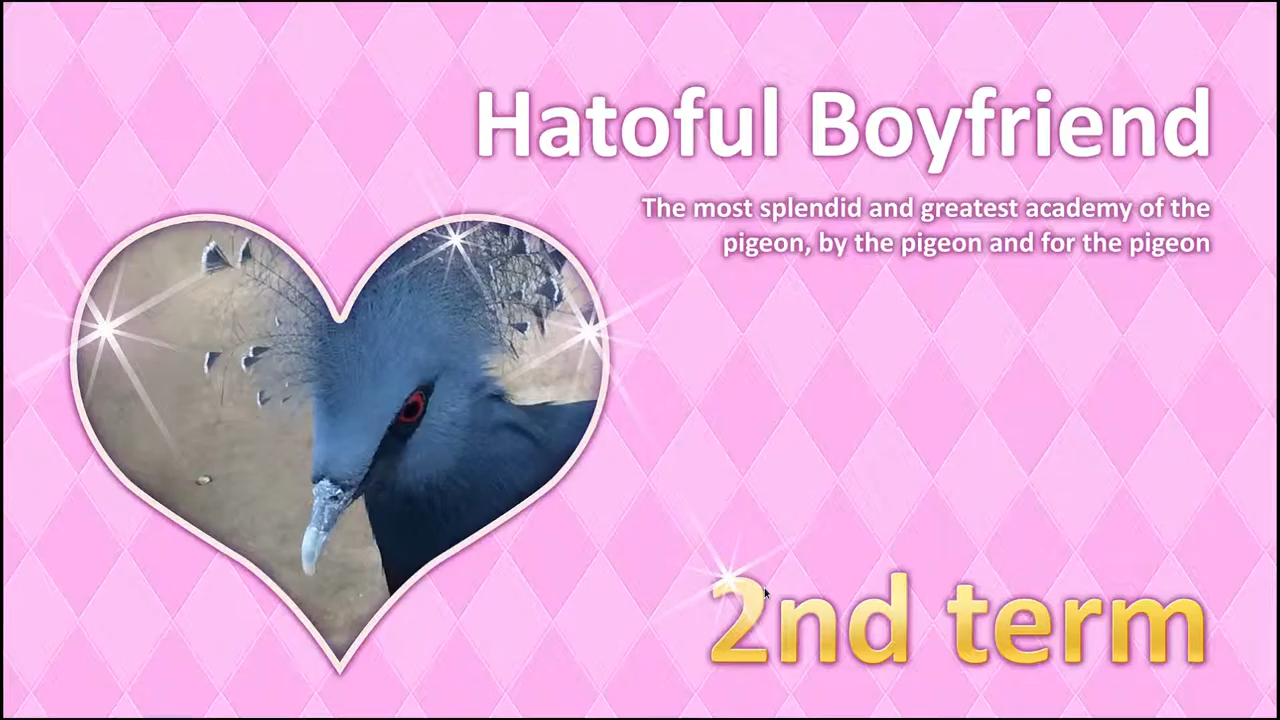 Hatoful Boyfriend
The most splendid and greatest academy of the
pigeon, by the pigeon and for the pigeon
2nd term